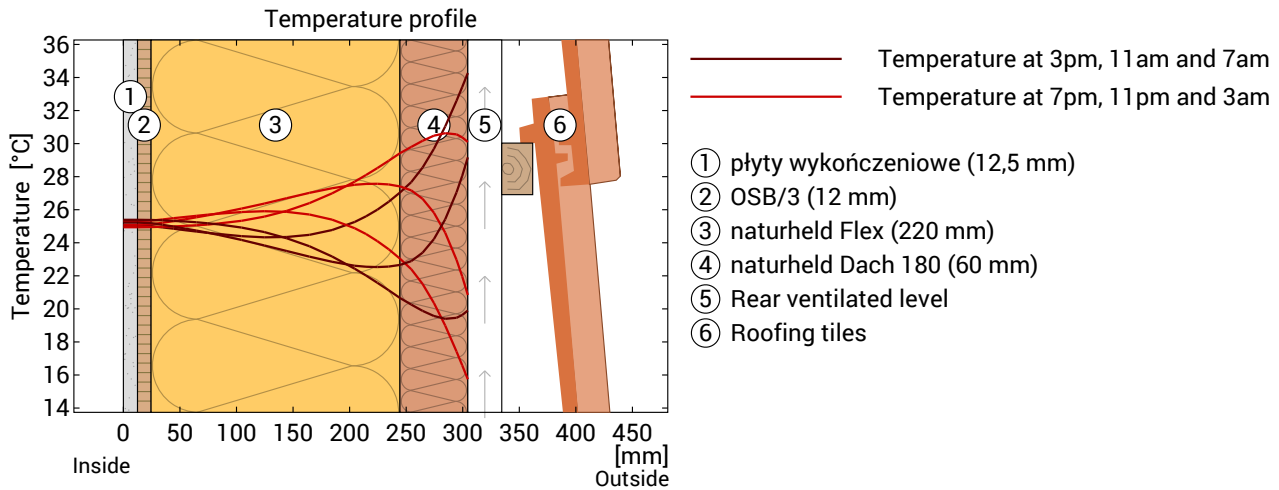 Temperature profile
Temperature [°C]
36
34
32
30
28
26
24
22
20
18
16
14
0 50 100 150 200 250 300 350 400 450
[mm]
Inside
Outside
1
2
3
4
5
6
Temperature at 3pm, 11am and 7am
Temperature at 7pm, 11pm and 3am
1 płyty wykończeniowe (12,5 mm)
2 OSB/3 (12 mm)
3 naturheld Flex (220 mm)
4 naturheld Dach 180 (60 mm)
5 Rear ventilated level
6 Roofing tiles